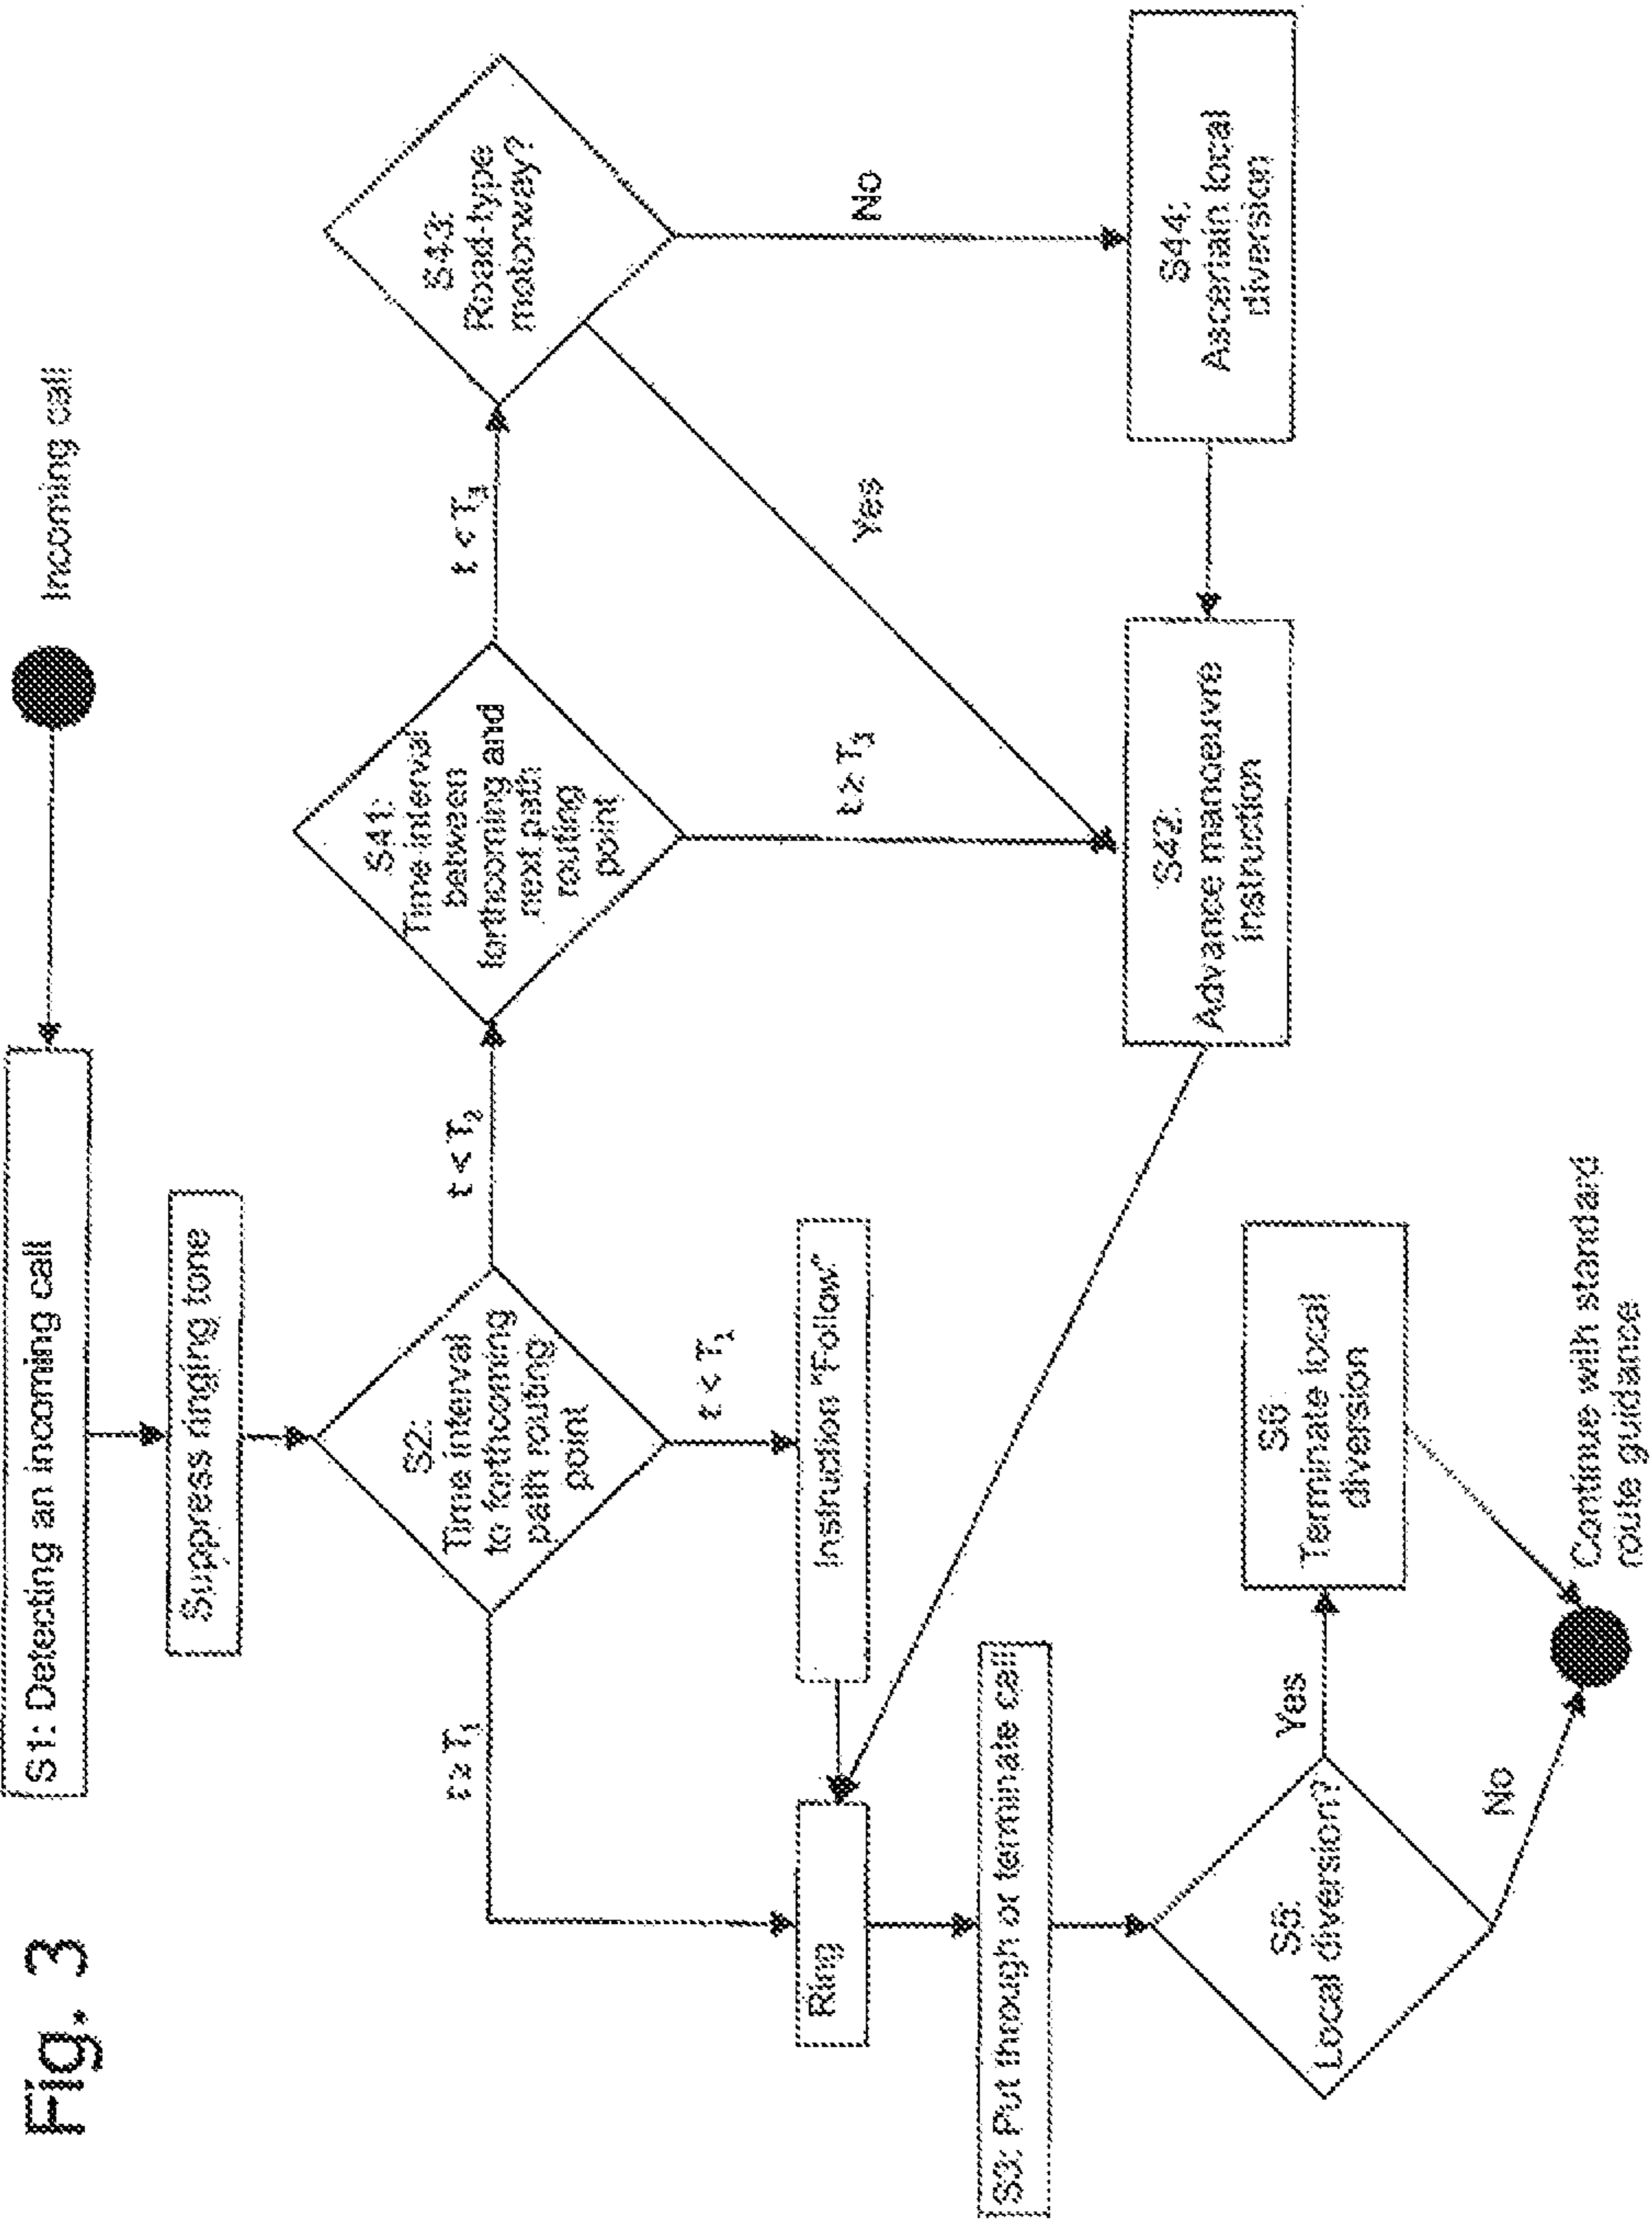 Fig. 3
Incoming call
S1: Detecting an incoming call
Suppress ringing tone
S2:
Time interval
to forthcoming
path routing
point
t ≥ T₁
t < T₁
t < T₂
S41:
Time interval
between
forthcoming and
next path
routing
point
t < T₃
t ≥ T₃
S43:
Road-type
motorway?
Yes
No
S44:
Ascertain local
diversion
S42:
Advance manoeuvre
instruction
Instruction "Follow"
Ring
S3: Put through or terminate call
S5:
Local diversion?
Yes
No
S6:
Terminate local
diversion
Continue with standard
route guidance